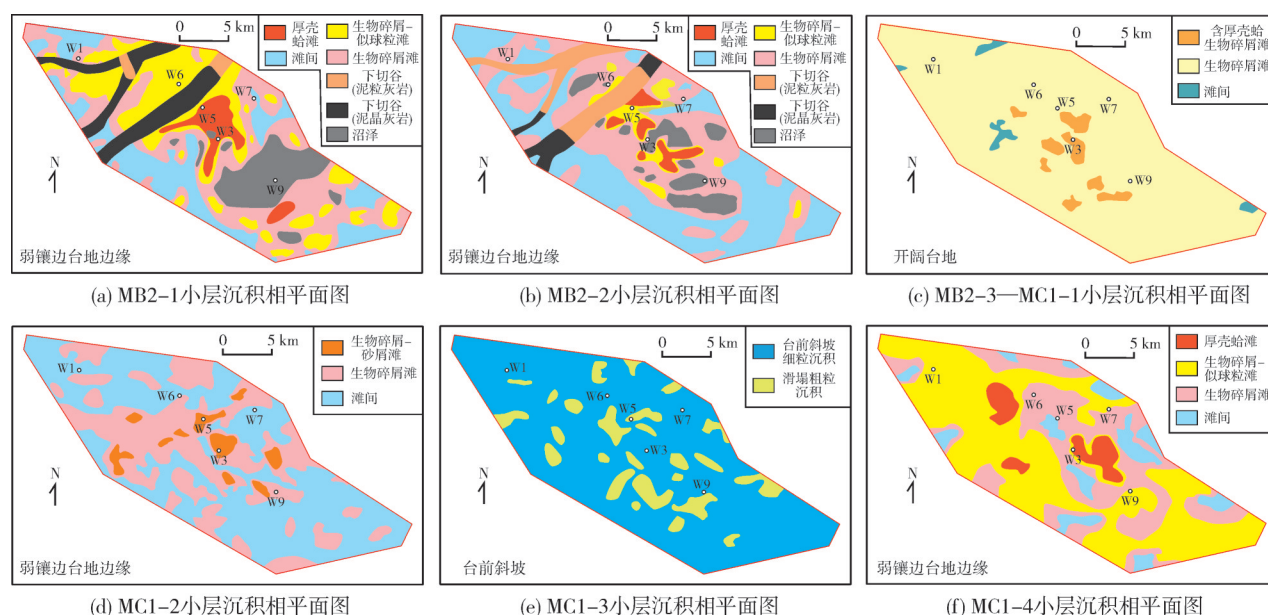 0 5 km
厚壳
蛤滩
滩间
生物碎屑-
似球粒滩
生物碎屑滩
下切谷
(泥粒灰岩)
下切谷
(泥晶灰岩)
沼泽
W1
W6
W7
W5
W3
W9
N
弱镶边台地边缘
(a) MB2-1小层沉积相平面图
0 5 km
厚壳
蛤滩
滩间
生物碎屑-
似球粒滩
生物碎屑滩
下切谷
(泥粒灰岩)
下切谷
(泥晶灰岩)
沼泽
W1
W6
W7
W5
W3
W9
N
弱镶边台地边缘
(b) MB2-2小层沉积相平面图
0 5 km
含厚壳蛤
生物碎屑滩
生物碎屑滩
滩间
W1
W6
W5
W7
W3
W9
N
开阔台地
(c) MB2-3—MC1-1小层沉积相平面图
0 5 km
生物碎屑-
砂屑滩
生物碎屑滩
滩间
W1
W6
W7
W5
W3
W9
N
弱镶边台地边缘
(d) MC1-2小层沉积相平面图
0 5 km
台前斜坡
细粒沉积
滑塌粗粒
沉积
W1
W6
W7
W5
W3
W9
N
台前斜坡
(e) MC1-3小层沉积相平面图
0 5 km
厚壳蛤滩
生物碎屑-
似球粒滩
生物碎屑滩
滩间
W1
W6
W5
W7
W3
W9
N
弱镶边台地边缘
(f) MC1-4小层沉积相平面图